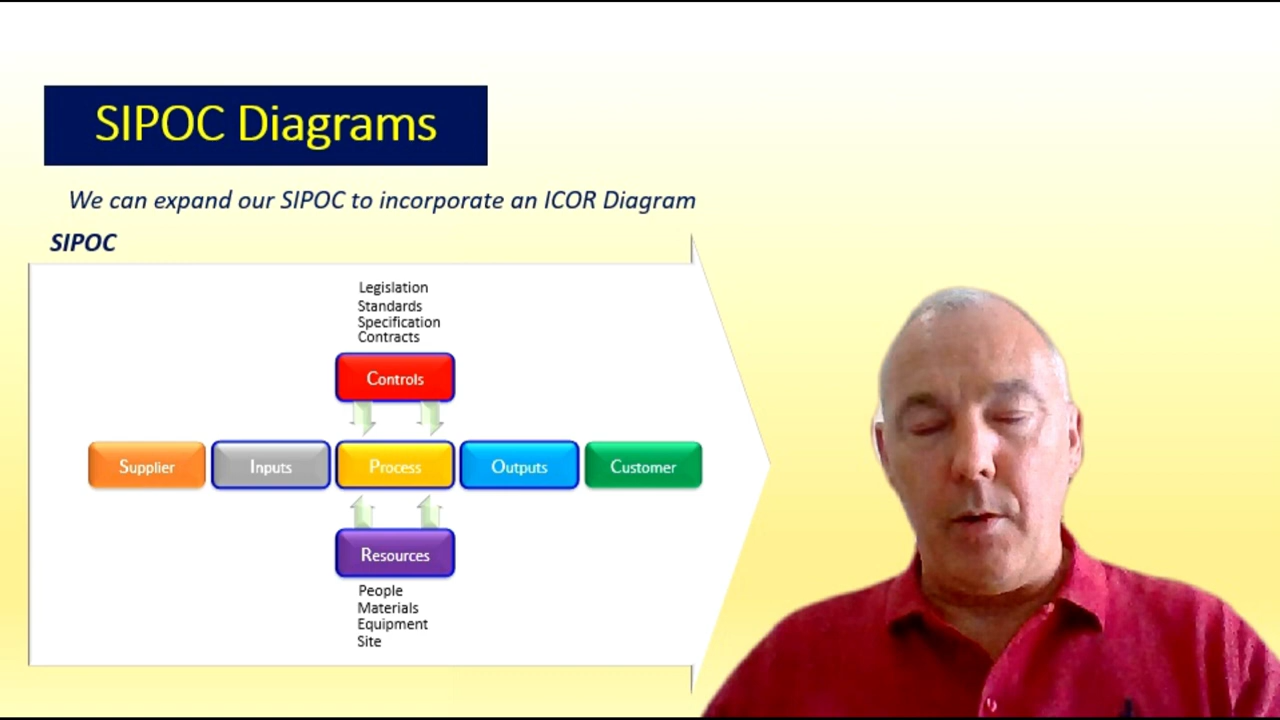 SIPOC Diagrams
We can expand our SIPOC to incorporate an ICOR Diagram
SIPOC
Legislation
Standards
Specification
Contracts
Controls
Supplier Inputs Process Outputs Customer
Resources
People
Materials
Equipment
Site